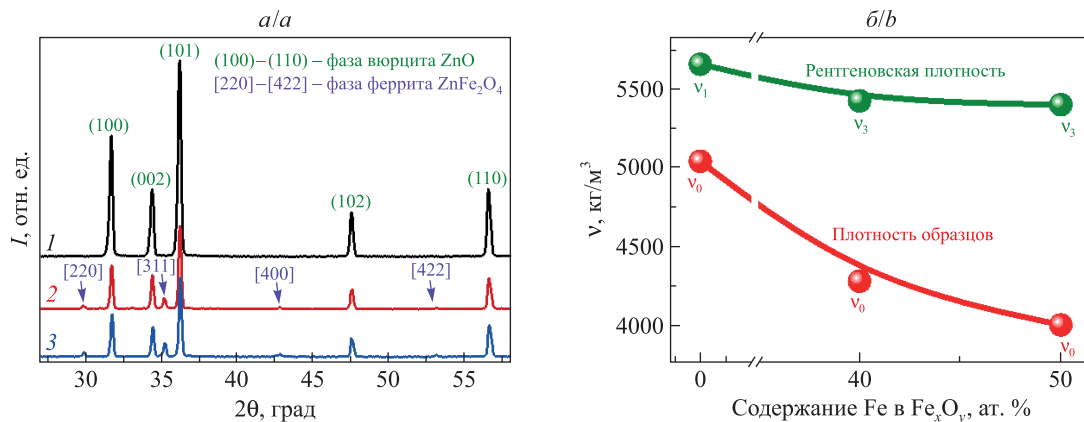 а/a
I, отн. ед.
(100)–(110) – фаза вюрцита ZnO
[220]–[422] – фаза феррита ZnFe₂O₄
(100)
(002)
(101)
(102)
(110)
1
[220]
[311]
[400]
[422]
2
3
30 35 40 45 50 55
2θ, град
б/b
ν, кг/м³
5500
5000
4500
4000
Рентгеновская плотность
ν₁
ν₃
ν₃
ν₀
Плотность образцов
ν₀
ν₀
0 40 50
Содержание Fe в FeₓOᵧ, ат. %